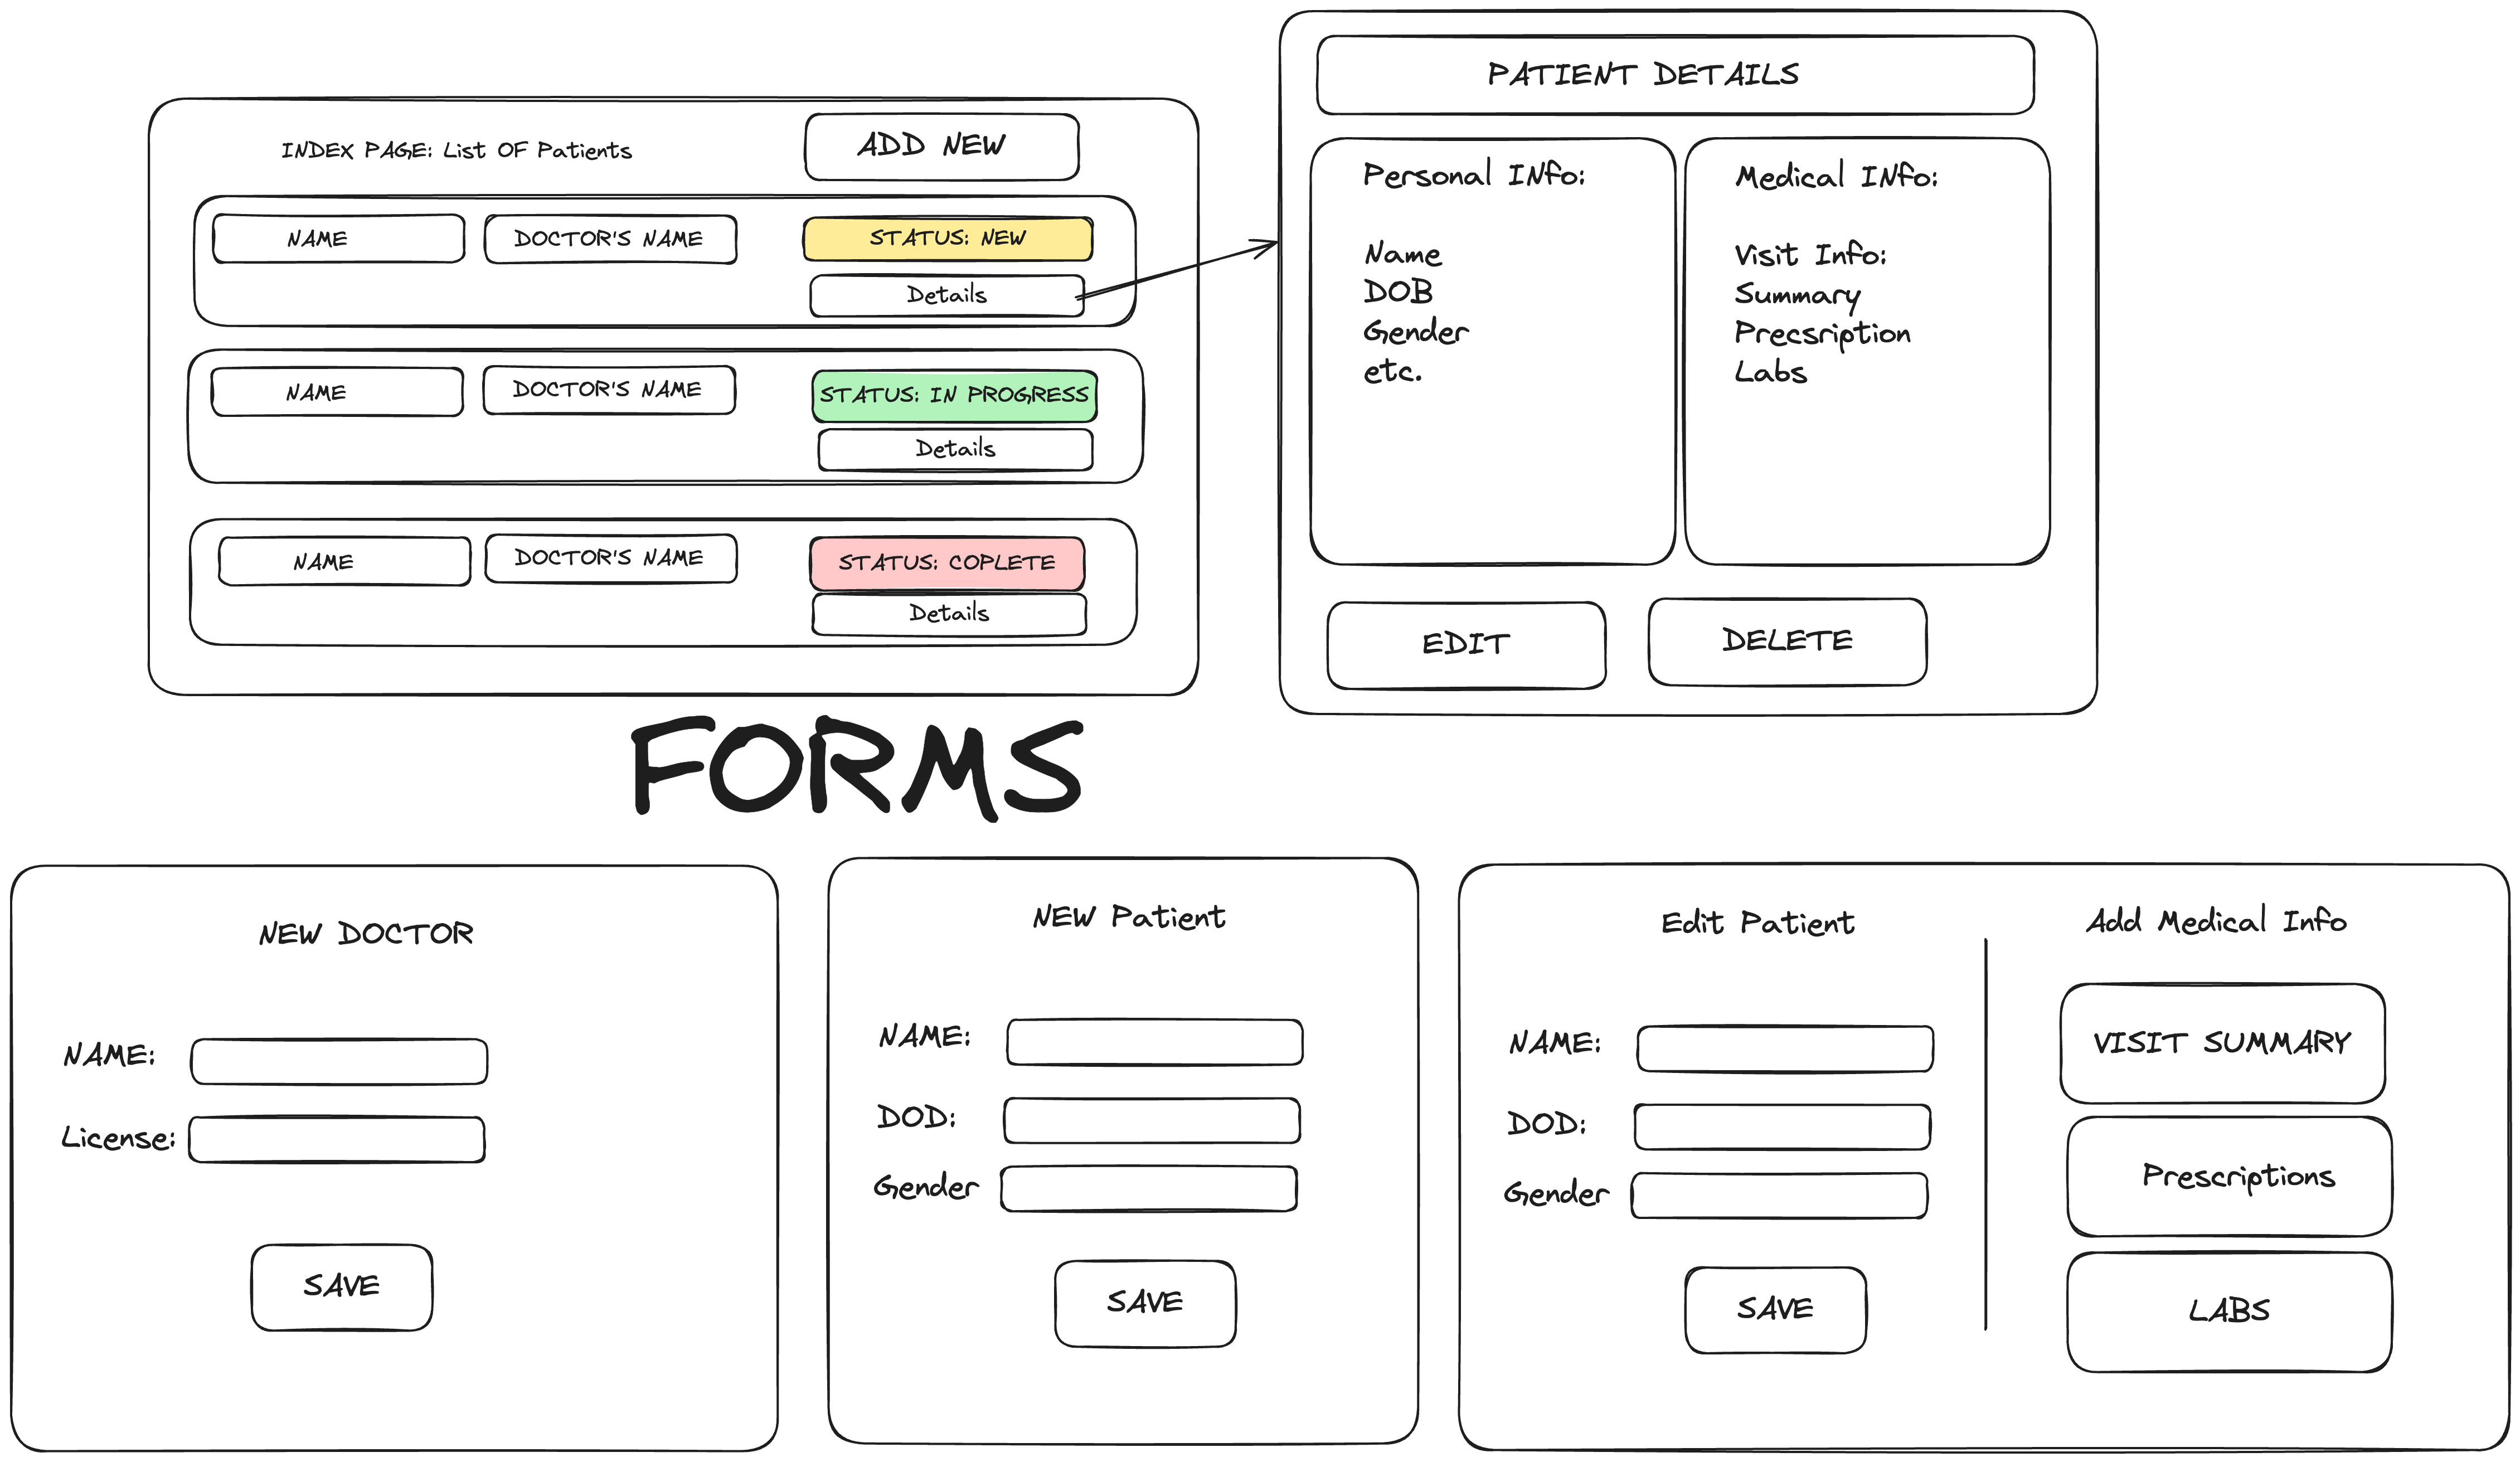 INDEX PAGE: List OF Patients
ADD NEW
NAME
DOCTOR'S NAME
STATUS: NEW
Details
NAME
DOCTOR'S NAME
STATUS: IN PROGRESS
Details
NAME
DOCTOR'S NAME
STATUS: COPLETE
Details
PATIENT DETAILS
Personal INfo:
Name
DOB
Gender
etc.
Medical INfo:
Visit Info:
Summary
Precsription
Labs
EDIT
DELETE
FORMS
NEW DOCTOR
NAME:
License:
SAVE
NEW Patient
NAME:
DOD:
Gender
SAVE
Edit Patient
NAME:
DOD:
Gender
SAVE
Add Medical Info
VISIT SUMMARY
Prescriptions
LABS